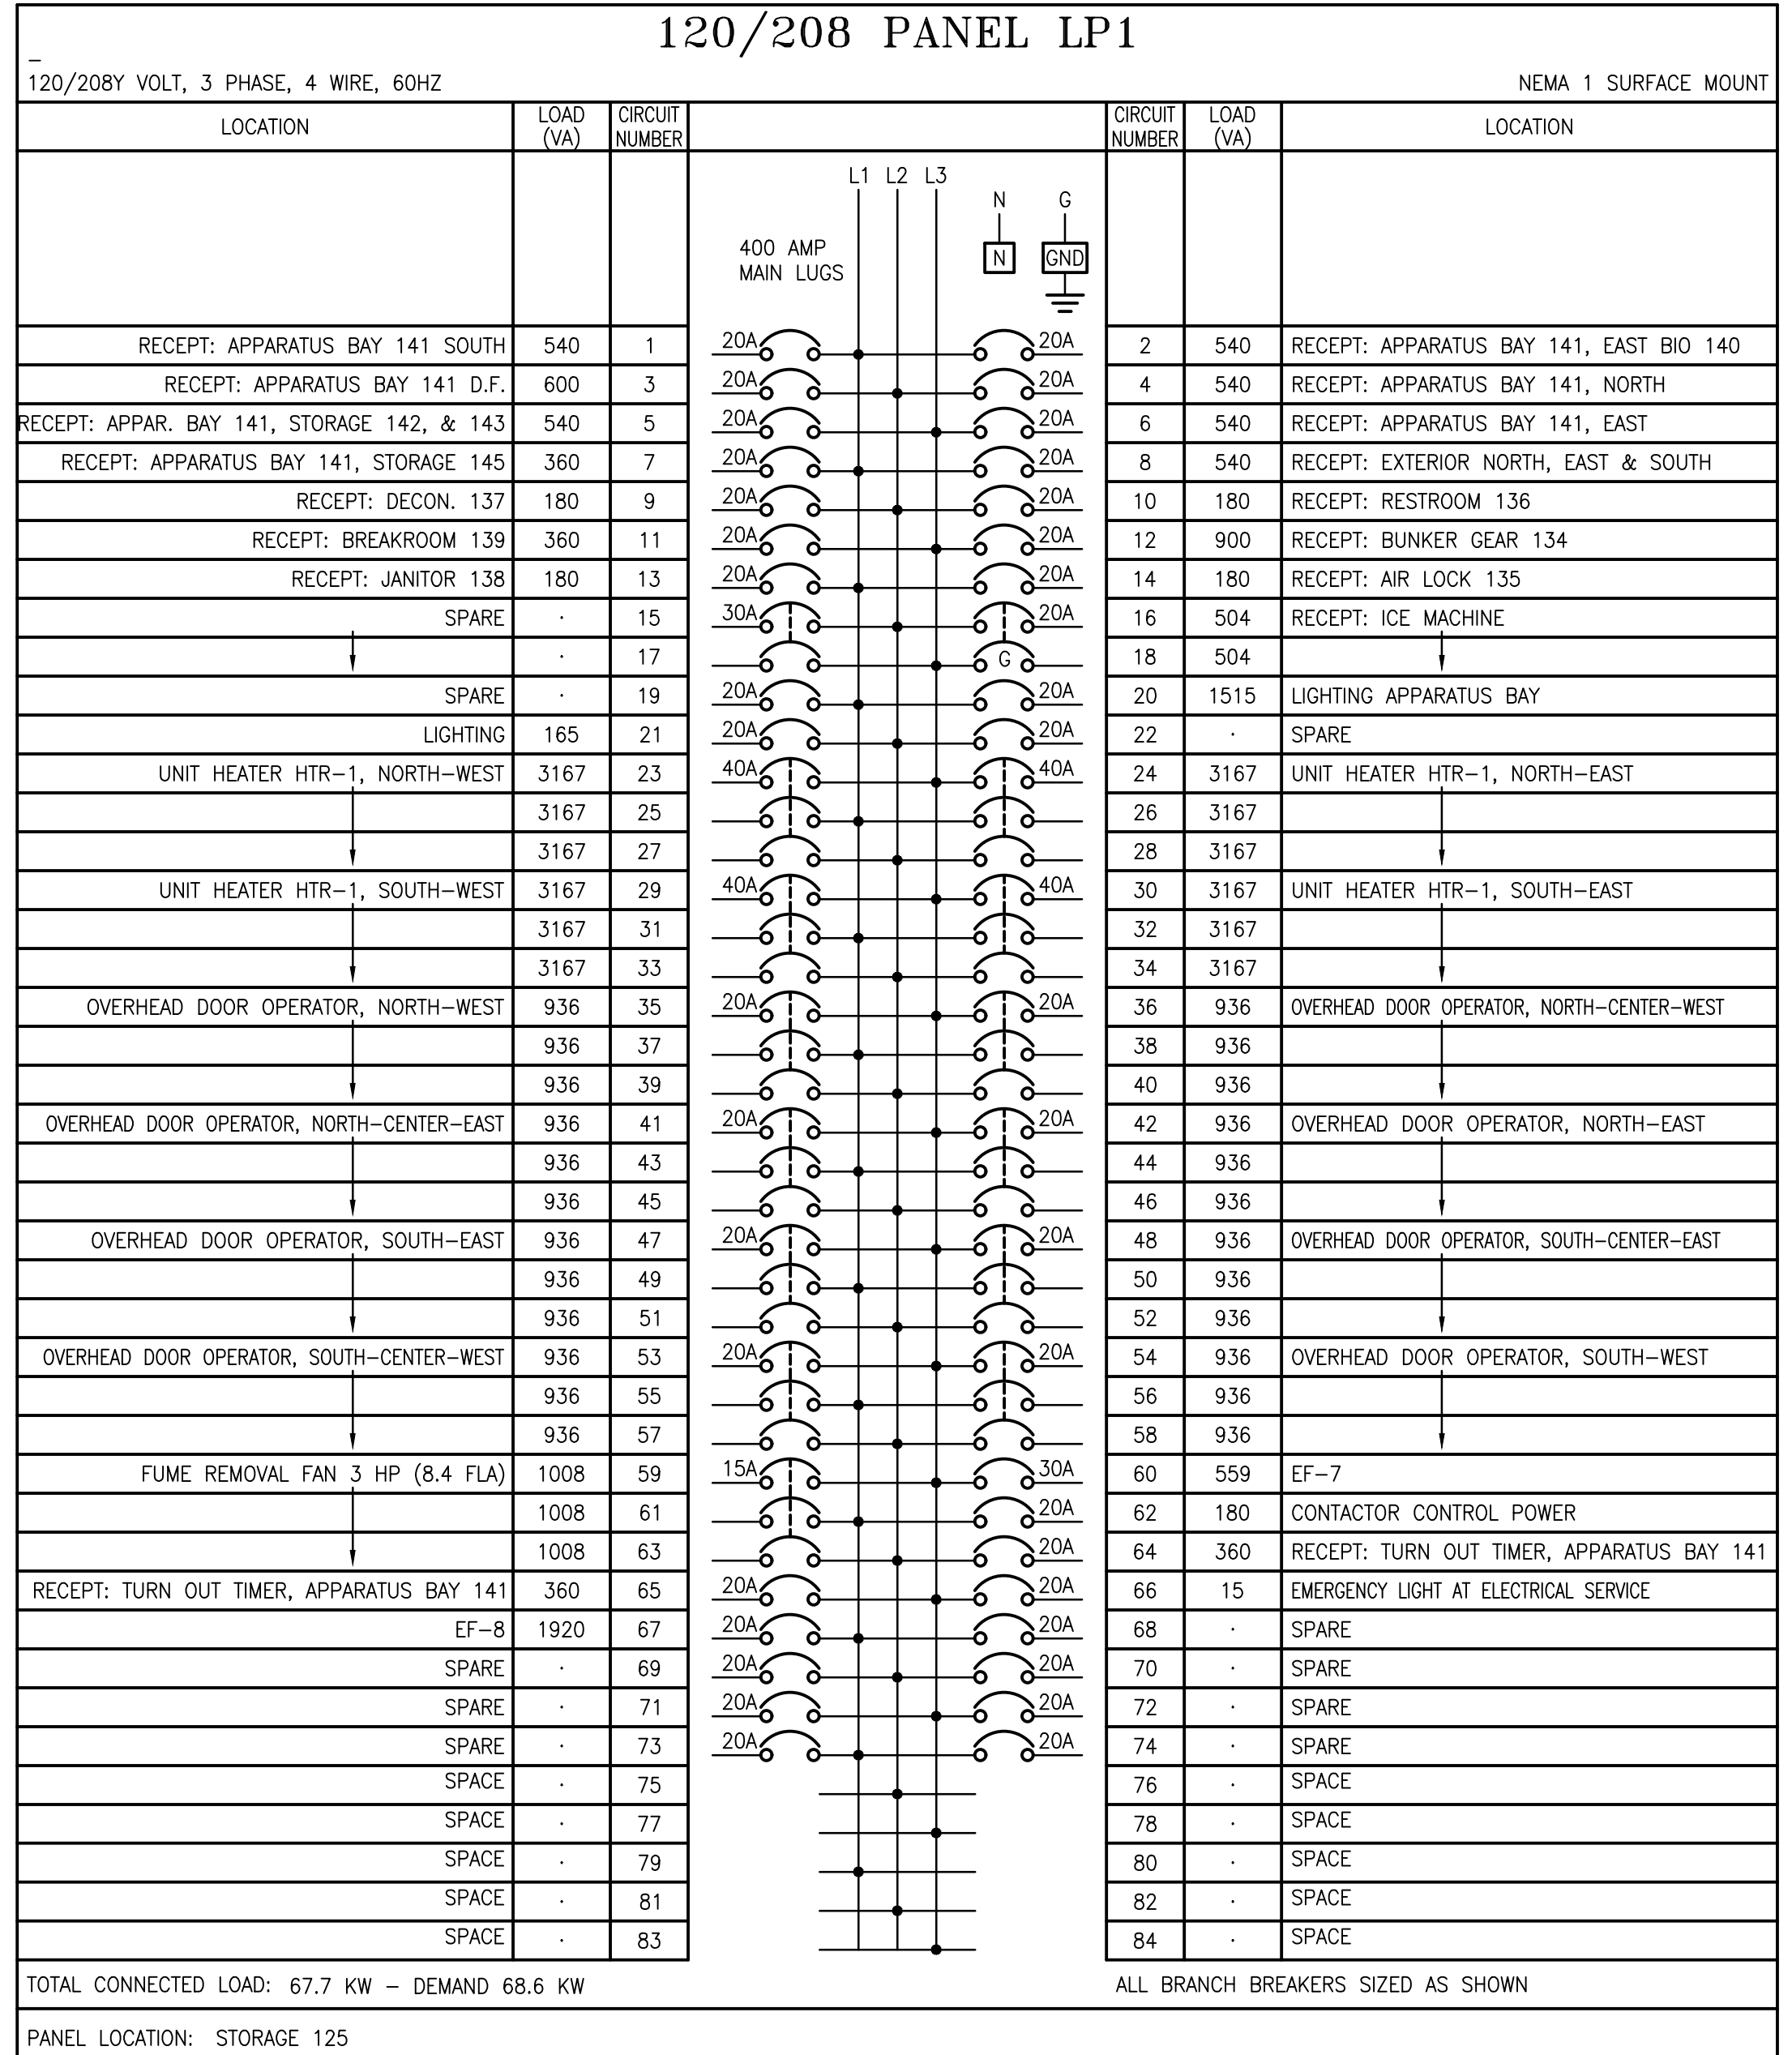 120/208 PANEL LP1
120/208Y VOLT, 3 PHASE, 4 WIRE, 60HZ NEMA 1 SURFACE MOUNT
LOCATION LOAD (VA) CIRCUIT NUMBER CIRCUIT NUMBER LOAD (VA) LOCATION
L1 L2 L3
N G
400 AMP N GND
MAIN LUGS
RECEPT: APPARATUS BAY 141 SOUTH 540 1 20A 20A 2 540 RECEPT: APPARATUS BAY 141, EAST BIO 140
RECEPT: APPARATUS BAY 141 D.F. 600 3 20A 20A 4 540 RECEPT: APPARATUS BAY 141, NORTH
RECEPT: APPAR. BAY 141, STORAGE 142, & 143 540 5 20A 20A 6 540 RECEPT: APPARATUS BAY 141, EAST
RECEPT: APPARATUS BAY 141, STORAGE 145 360 7 20A 20A 8 540 RECEPT: EXTERIOR NORTH, EAST & SOUTH
RECEPT: DECON. 137 180 9 20A 20A 10 180 RECEPT: RESTROOM 136
RECEPT: BREAKROOM 139 360 11 20A 20A 12 900 RECEPT: BUNKER GEAR 134
RECEPT: JANITOR 138 180 13 20A 20A 14 180 RECEPT: AIR LOCK 135
SPARE · 15 30A 20A 16 504 RECEPT: ICE MACHINE
· 17 G 18 504
SPARE · 19 20A 20A 20 1515 LIGHTING APPARATUS BAY
LIGHTING 165 21 20A 20A 22 · SPARE
UNIT HEATER HTR-1, NORTH-WEST 3167 23 40A 40A 24 3167 UNIT HEATER HTR-1, NORTH-EAST
3167 25 26 3167
3167 27 28 3167
UNIT HEATER HTR-1, SOUTH-WEST 3167 29 40A 40A 30 3167 UNIT HEATER HTR-1, SOUTH-EAST
3167 31 32 3167
3167 33 34 3167
OVERHEAD DOOR OPERATOR, NORTH-WEST 936 35 20A 20A 36 936 OVERHEAD DOOR OPERATOR, NORTH-CENTER-WEST
936 37 38 936
936 39 40 936
OVERHEAD DOOR OPERATOR, NORTH-CENTER-EAST 936 41 20A 20A 42 936 OVERHEAD DOOR OPERATOR, NORTH-EAST
936 43 44 936
936 45 46 936
OVERHEAD DOOR OPERATOR, SOUTH-EAST 936 47 20A 20A 48 936 OVERHEAD DOOR OPERATOR, SOUTH-CENTER-EAST
936 49 50 936
936 51 52 936
OVERHEAD DOOR OPERATOR, SOUTH-CENTER-WEST 936 53 20A 20A 54 936 OVERHEAD DOOR OPERATOR, SOUTH-WEST
936 55 56 936
936 57 58 936
FUME REMOVAL FAN 3 HP (8.4 FLA) 1008 59 15A 30A 60 559 EF-7
1008 61 20A 62 180 CONTACTOR CONTROL POWER
1008 63 20A 64 360 RECEPT: TURN OUT TIMER, APPARATUS BAY 141
RECEPT: TURN OUT TIMER, APPARATUS BAY 141 360 65 20A 20A 66 15 EMERGENCY LIGHT AT ELECTRICAL SERVICE
EF-8 1920 67 20A 20A 68 · SPARE
SPARE · 69 20A 20A 70 · SPARE
SPARE · 71 20A 20A 72 · SPARE
SPARE · 73 20A 20A 74 · SPARE
SPACE · 75 76 · SPACE
SPACE · 77 78 · SPACE
SPACE · 79 80 · SPACE
SPACE · 81 82 · SPACE
SPACE · 83 84 · SPACE
TOTAL CONNECTED LOAD: 67.7 KW - DEMAND 68.6 KW ALL BRANCH BREAKERS SIZED AS SHOWN
PANEL LOCATION: STORAGE 125